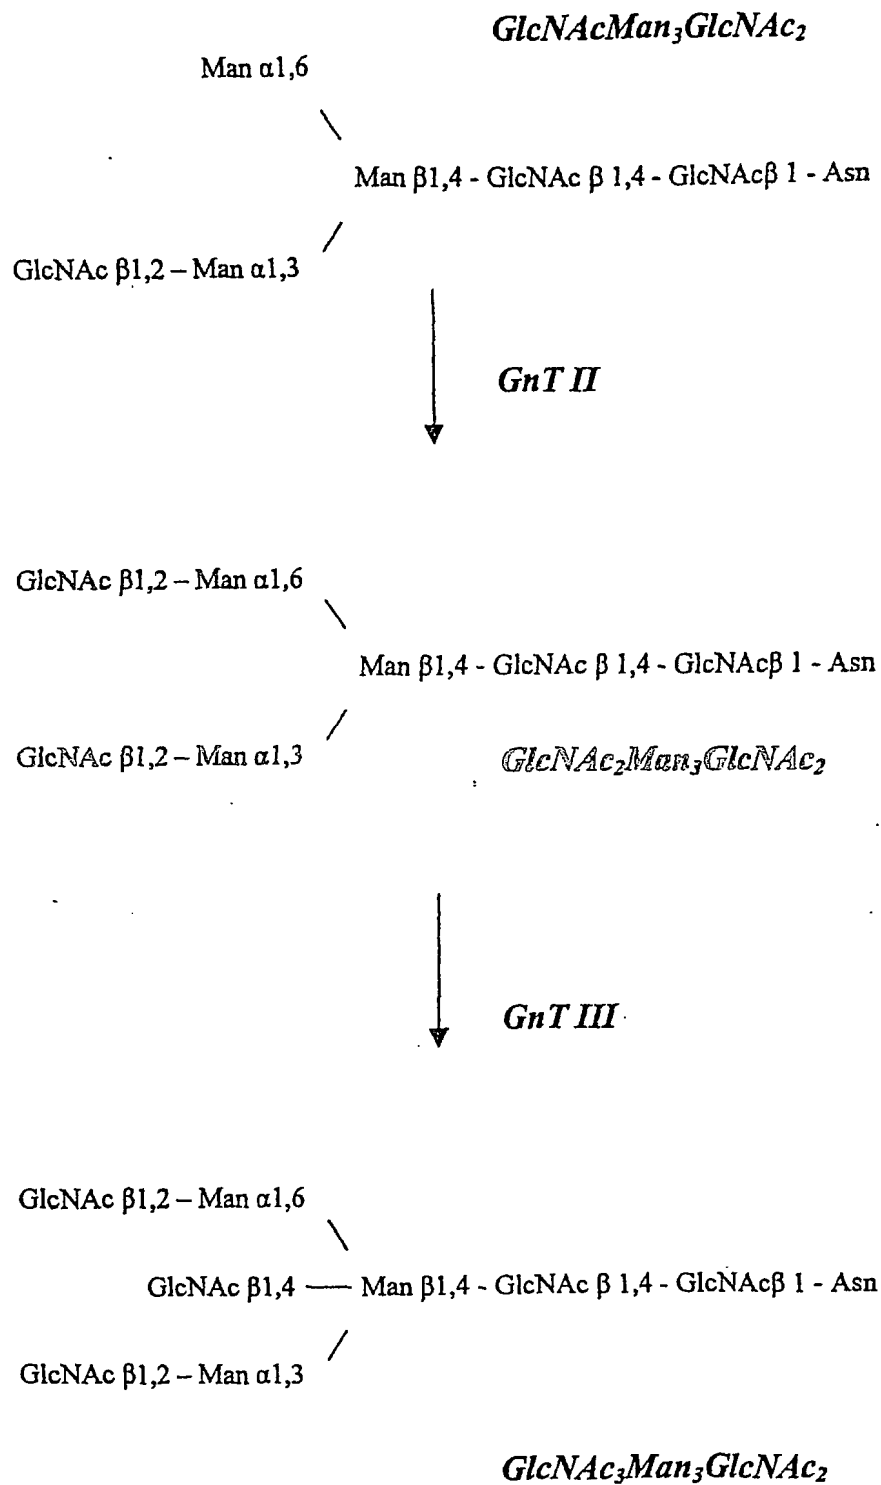 GlcNAcMan₃GlcNAc₂
Man α1,6
\
Man β1,4 - GlcNAc β 1,4 - GlcNAcβ 1 - Asn
/
GlcNAc β1,2 – Man α1,3
GnT II
GlcNAc β1,2 – Man α1,6
\
Man β1,4 - GlcNAc β 1,4 - GlcNAcβ 1 - Asn
/
GlcNAc β1,2 – Man α1,3
GlcNAc₂Man₃GlcNAc₂
GnT III
GlcNAc β1,2 – Man α1,6
\
GlcNAc β1,4 — Man β1,4 - GlcNAc β 1,4 - GlcNAcβ 1 - Asn
/
GlcNAc β1,2 – Man α1,3
GlcNAc₃Man₃GlcNAc₂